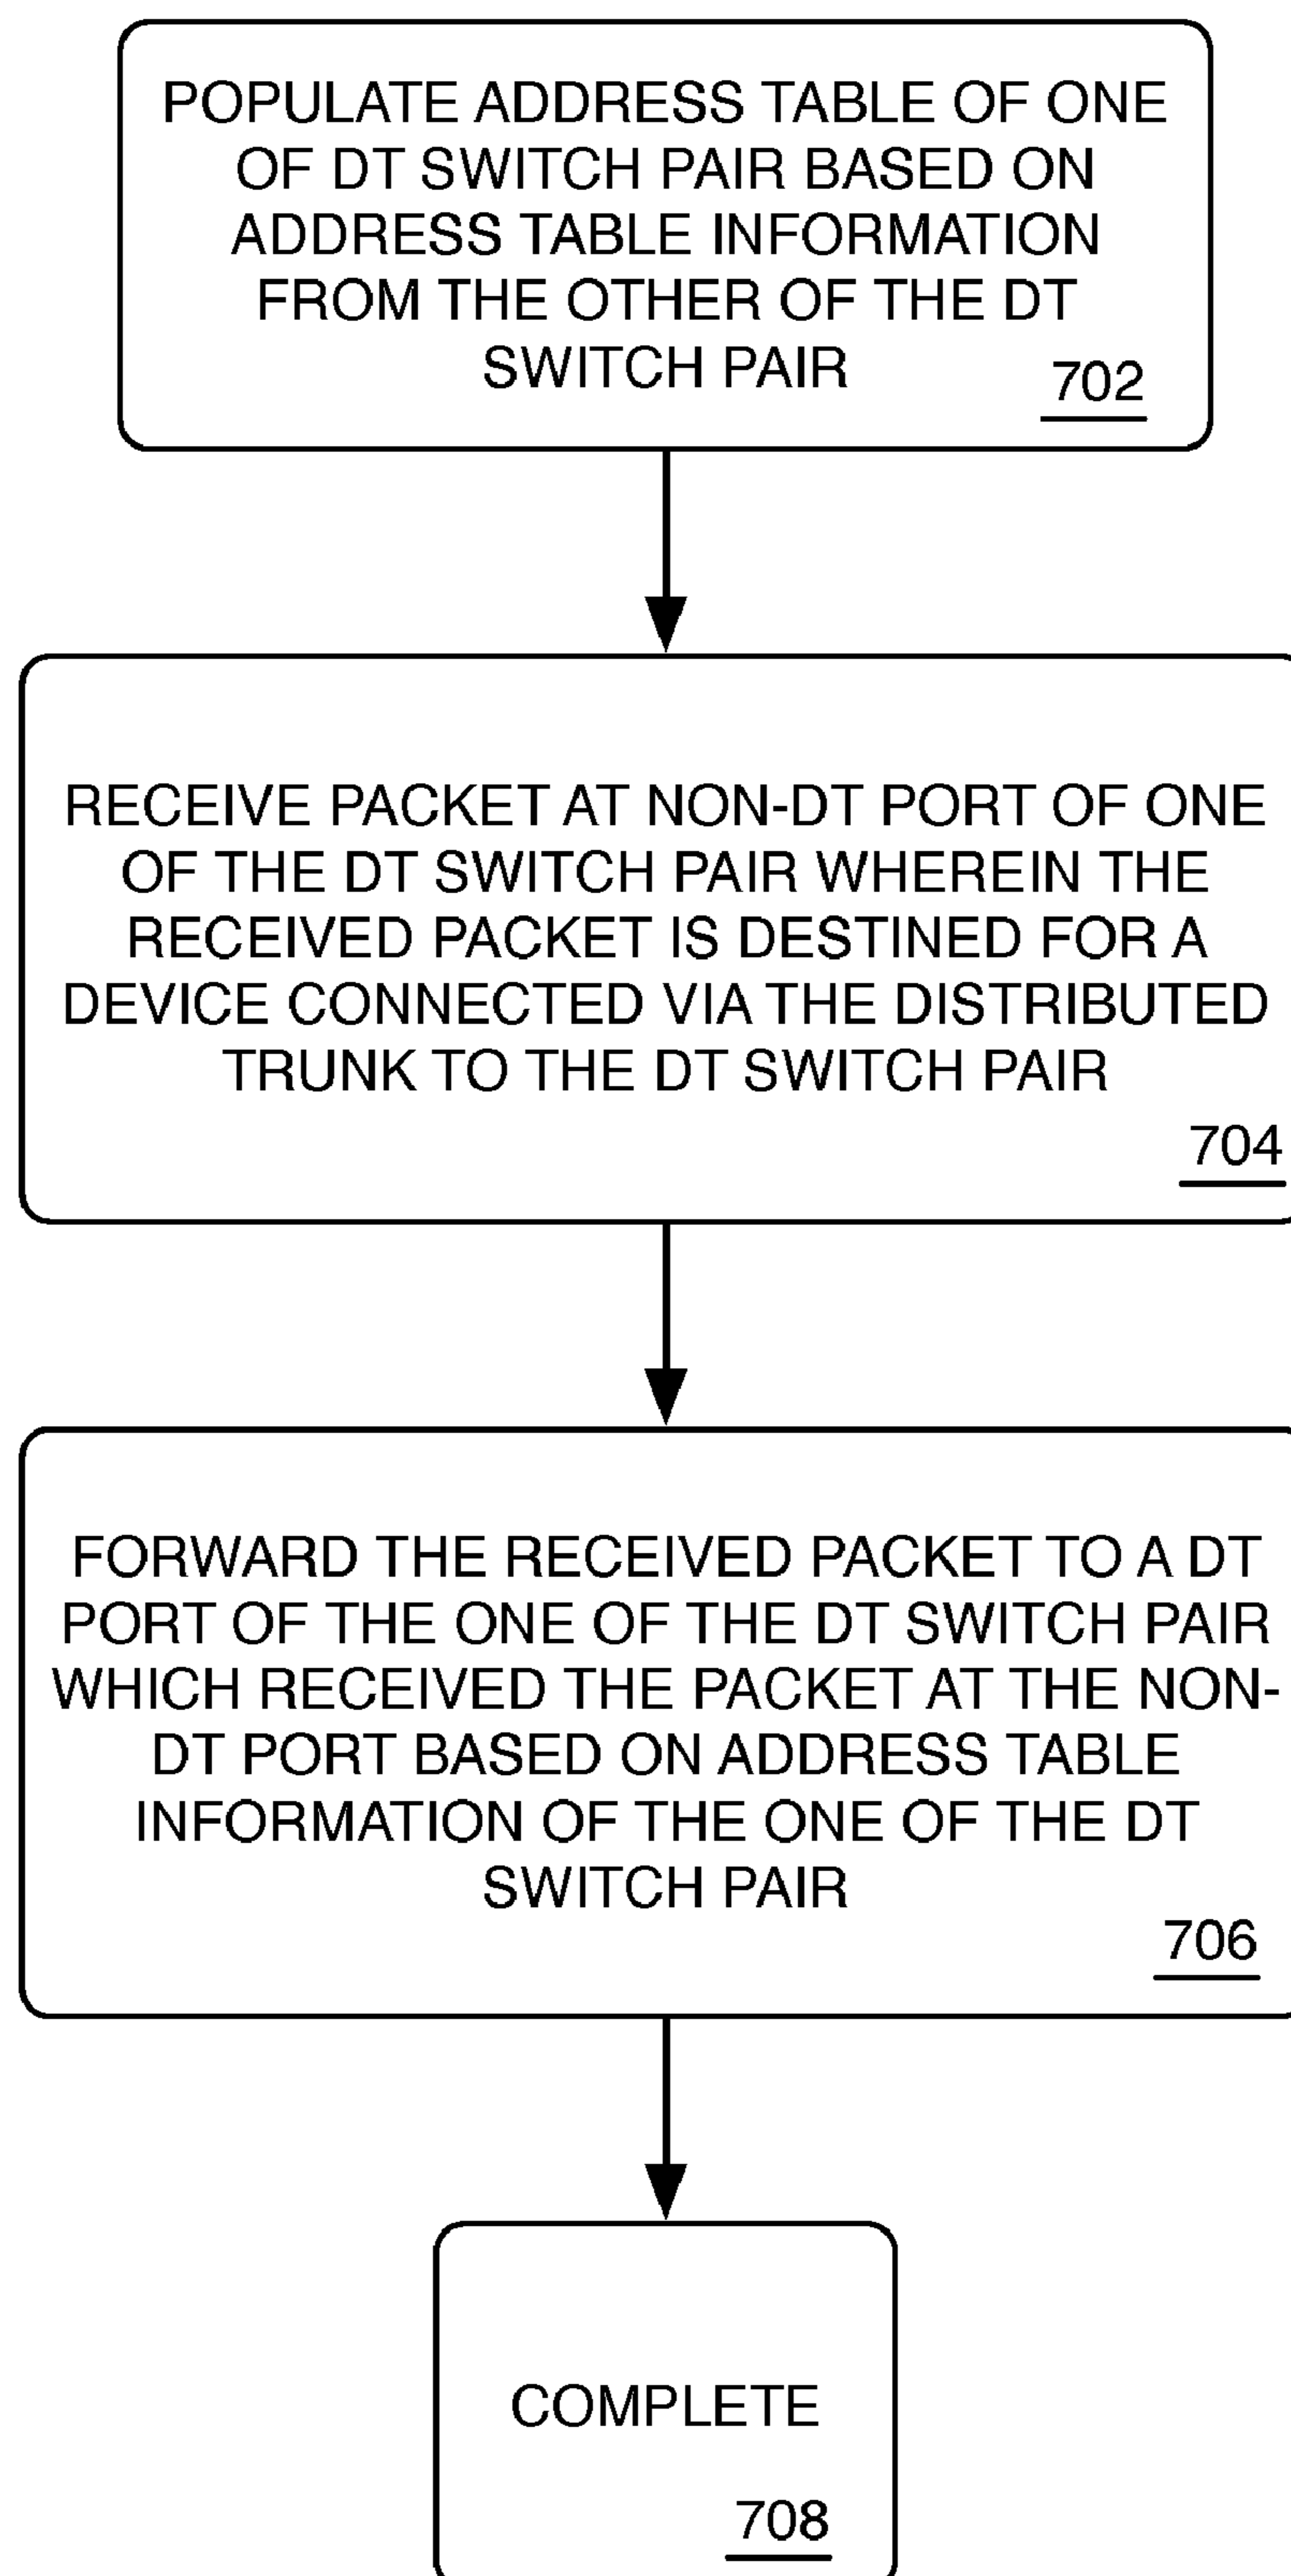 POPULATE ADDRESS TABLE OF ONE
OF DT SWITCH PAIR BASED ON
ADDRESS TABLE INFORMATION
FROM THE OTHER OF THE DT
SWITCH PAIR
702
RECEIVE PACKET AT NON-DT PORT OF ONE
OF THE DT SWITCH PAIR WHEREIN THE
RECEIVED PACKET IS DESTINED FOR A
DEVICE CONNECTED VIA THE DISTRIBUTED
TRUNK TO THE DT SWITCH PAIR
704
FORWARD THE RECEIVED PACKET TO A DT
PORT OF THE ONE OF THE DT SWITCH PAIR
WHICH RECEIVED THE PACKET AT THE NON-
DT PORT BASED ON ADDRESS TABLE
INFORMATION OF THE ONE OF THE DT
SWITCH PAIR
706
COMPLETE
708